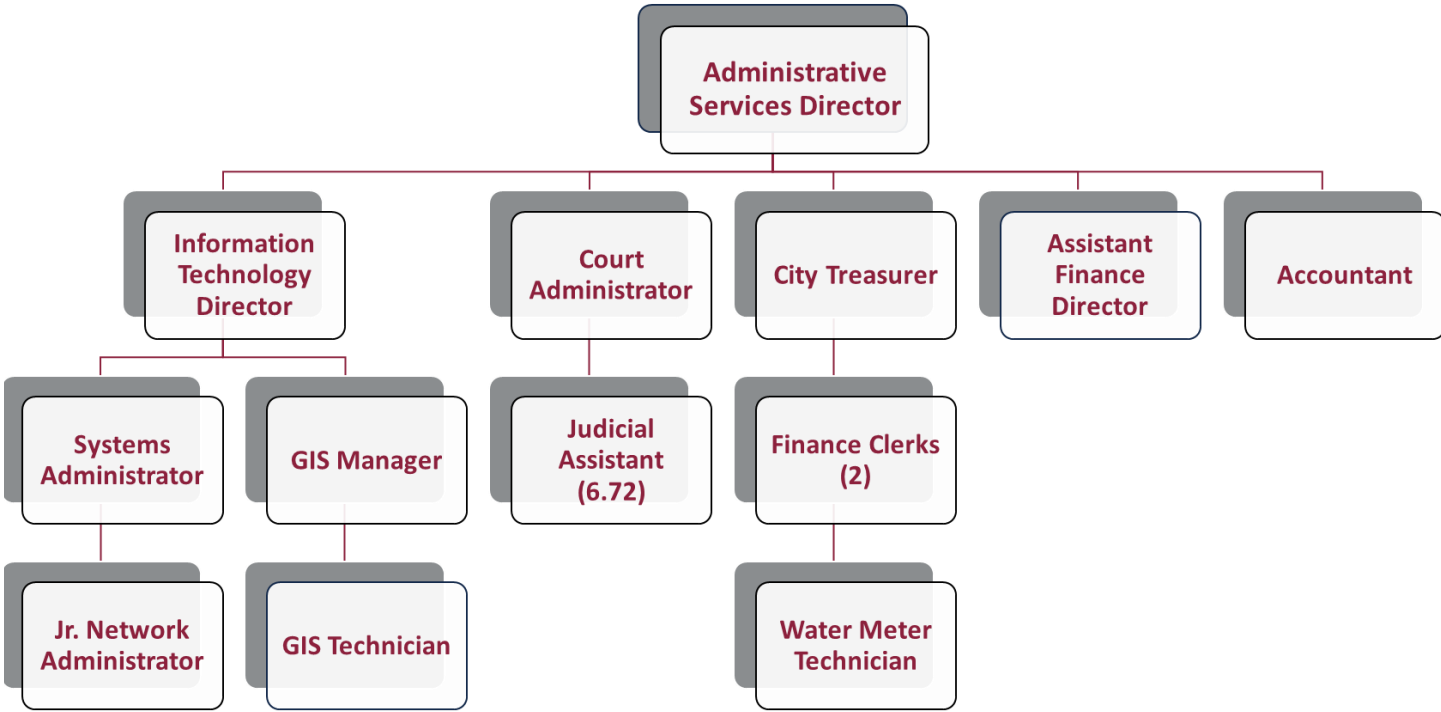 Administrative
Services Director
Information
Technology
Director
Court
Administrator
City Treasurer
Assistant
Finance
Director
Accountant
Systems
Administrator
GIS Manager
Judicial
Assistant
(6.72)
Finance Clerks
(2)
Jr. Network
Administrator
GIS Technician
Water Meter
Technician